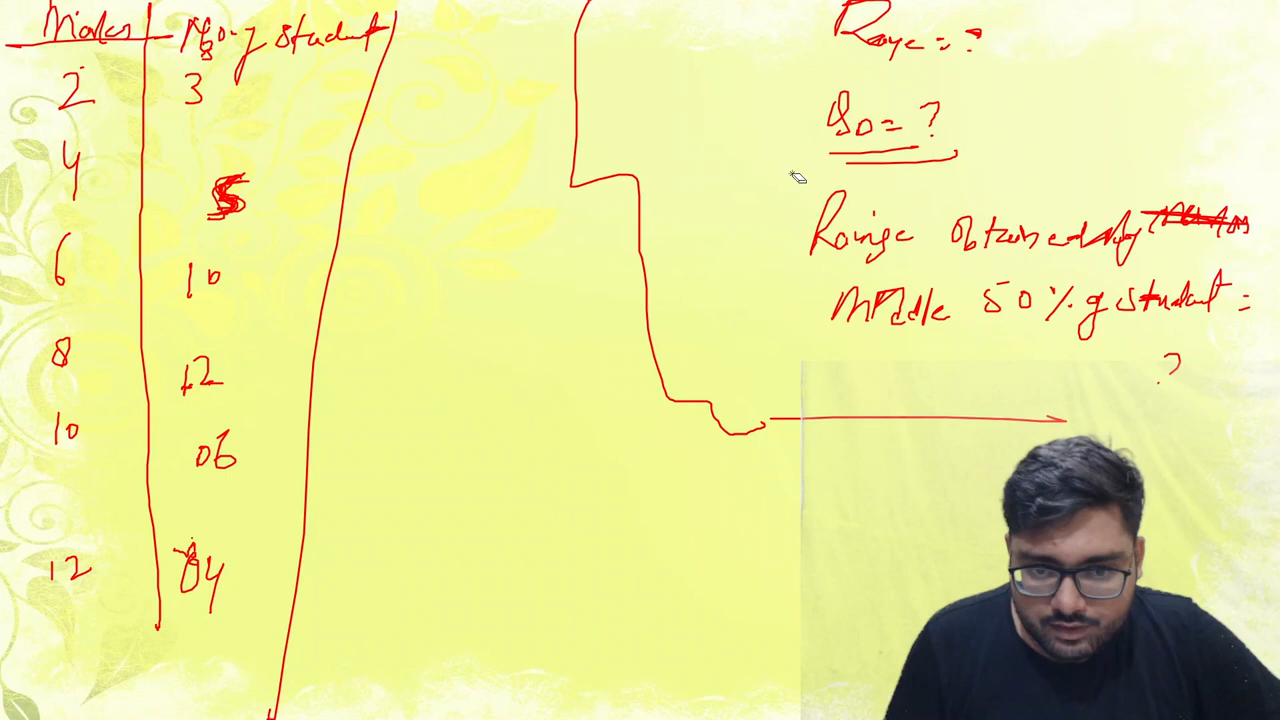 Marks No. of student
2 3
4 5
6 10
8 12
10 06
12 04
Range = ?
QD = ?
Range obtained by
Middle 50% of student =
?